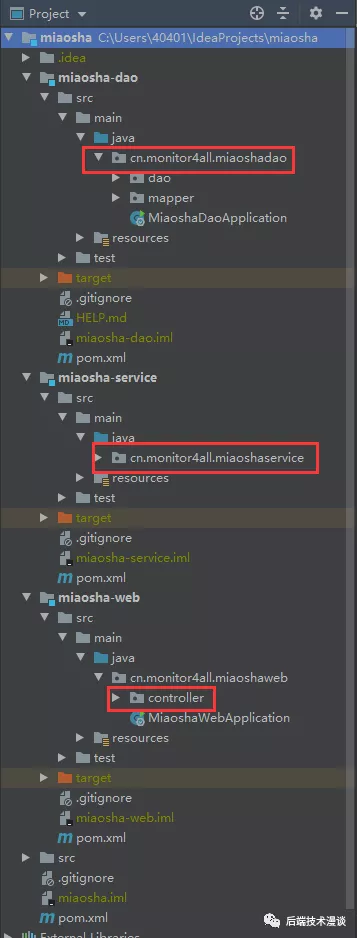 Project
miaosha C:\Users\40401\IdeaProjects\miaosha
.idea
miaosha-dao
src
main
java
cn.monitor4all.miaoshadao
dao
mapper
MiaoshaDaoApplication
resources
test
target
.gitignore
HELP.md
miaosha-dao.iml
pom.xml
miaosha-service
src
main
java
cn.monitor4all.miaoshaservice
resources
test
target
.gitignore
miaosha-service.iml
pom.xml
miaosha-web
src
main
java
cn.monitor4all.miaoshaweb
controller
MiaoshaWebApplication
resources
test
target
.gitignore
miaosha-web.iml
pom.xml
src
.gitignore
miaosha.iml
pom.xml
External Libraries
后端技术漫谈